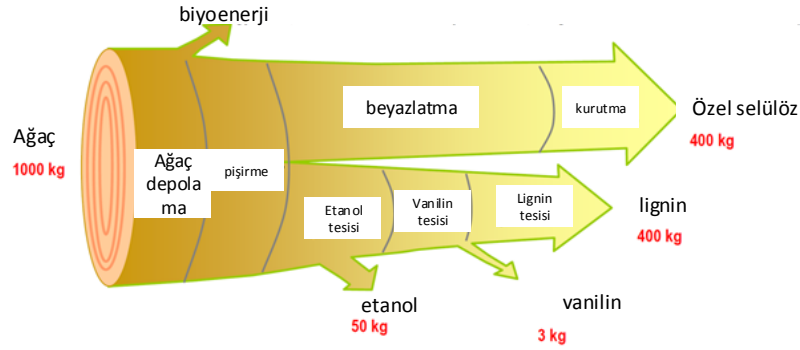 biyoenerji
beyazlatma
kurutma
Özel selülöz
400 kg
Ağaç
1000 kg
Ağaç
depola
ma
pişirme
Etanol
tesisi
Vanilin
tesisi
Lignin
tesisi
lignin
400 kg
etanol
50 kg
vanilin
3 kg